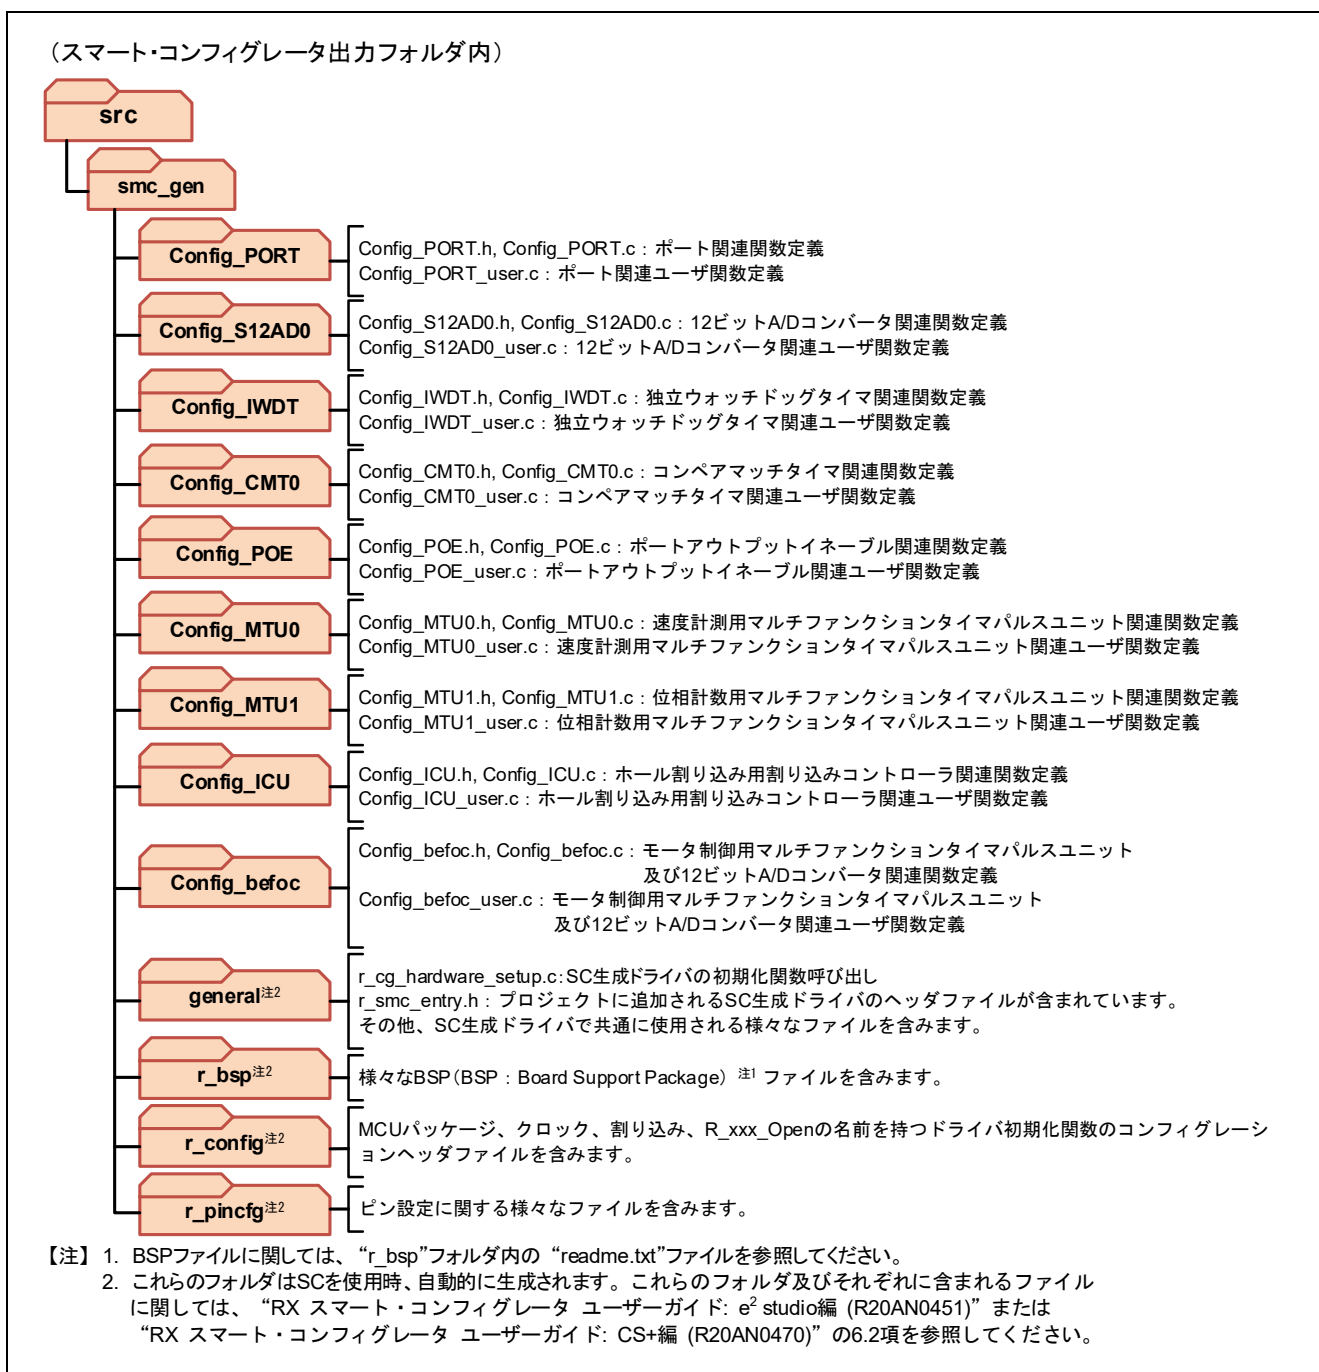 （スマート・コンフィグレータ出力フォルダ内）
src
smc_gen
Config_PORT
Config_PORT.h, Config_PORT.c：ポート関連関数定義
Config_PORT_user.c：ポート関連ユーザ関数定義
Config_S12AD0
Config_S12AD0.h, Config_S12AD0.c：12ビットA/Dコンバータ関連関数定義
Config_S12AD0_user.c：12ビットA/Dコンバータ関連ユーザ関数定義
Config_IWDT
Config_IWDT.h, Config_IWDT.c：独立ウォッチドッグタイマ関連関数定義
Config_IWDT_user.c：独立ウォッチドッグタイマ関連ユーザ関数定義
Config_CMT0
Config_CMT0.h, Config_CMT0.c：コンペアマッチタイマ関連関数定義
Config_CMT0_user.c：コンペアマッチタイマ関連ユーザ関数定義
Config_POE
Config_POE.h, Config_POE.c：ポートアウトプットイネーブル関連関数定義
Config_POE_user.c：ポートアウトプットイネーブル関連ユーザ関数定義
Config_MTU0
Config_MTU0.h, Config_MTU0.c：速度計測用マルチファンクションタイマパルスユニット関連関数定義
Config_MTU0_user.c：速度計測用マルチファンクションタイマパルスユニット関連ユーザ関数定義
Config_MTU1
Config_MTU1.h, Config_MTU1.c：位相計数用マルチファンクションタイマパルスユニット関連関数定義
Config_MTU1_user.c：位相計数用マルチファンクションタイマパルスユニット関連ユーザ関数定義
Config_ICU
Config_ICU.h, Config_ICU.c：ホール割り込み用割り込みコントローラ関連関数定義
Config_ICU_user.c：ホール割り込み用割り込みコントローラ関連ユーザ関数定義
Config_befoc
Config_befoc.h, Config_befoc.c：モータ制御用マルチファンクションタイマパルスユニット
及び12ビットA/Dコンバータ関連関数定義
Config_befoc_user.c：モータ制御用マルチファンクションタイマパルスユニット
及び12ビットA/Dコンバータ関連ユーザ関数定義
general注2
r_cg_hardware_setup.c：SC生成ドライバの初期化関数呼び出し
r_smc_entry.h：プロジェクトに追加されるSC生成ドライバのヘッダファイルが含まれています。
その他、SC生成ドライバで共通に使用される様々なファイルを含みます。
r_bsp注2
様々なBSP（BSP：Board Support Package）注1 ファイルを含みます。
r_config注2
MCUパッケージ、クロック、割り込み、R_xxx_Openの名前を持つドライバ初期化関数のコンフィグレーシ
ョンヘッダファイルを含みます。
r_pincfg注2
ピン設定に関する様々なファイルを含みます。
【注】 1. BSPファイルに関しては、“r_bsp”フォルダ内の “readme.txt”ファイルを参照してください。
2. これらのフォルダはSCを使用時、自動的に生成されます。これらのフォルダ及びそれぞれに含まれるファイル
に関しては、“RX スマート・コンフィグレータ ユーザーガイド: e2 studio編 (R20AN0451)” または
“RX スマート・コンフィグレータ ユーザーガイド: CS+編 (R20AN0470)” の6.2項を参照してください。